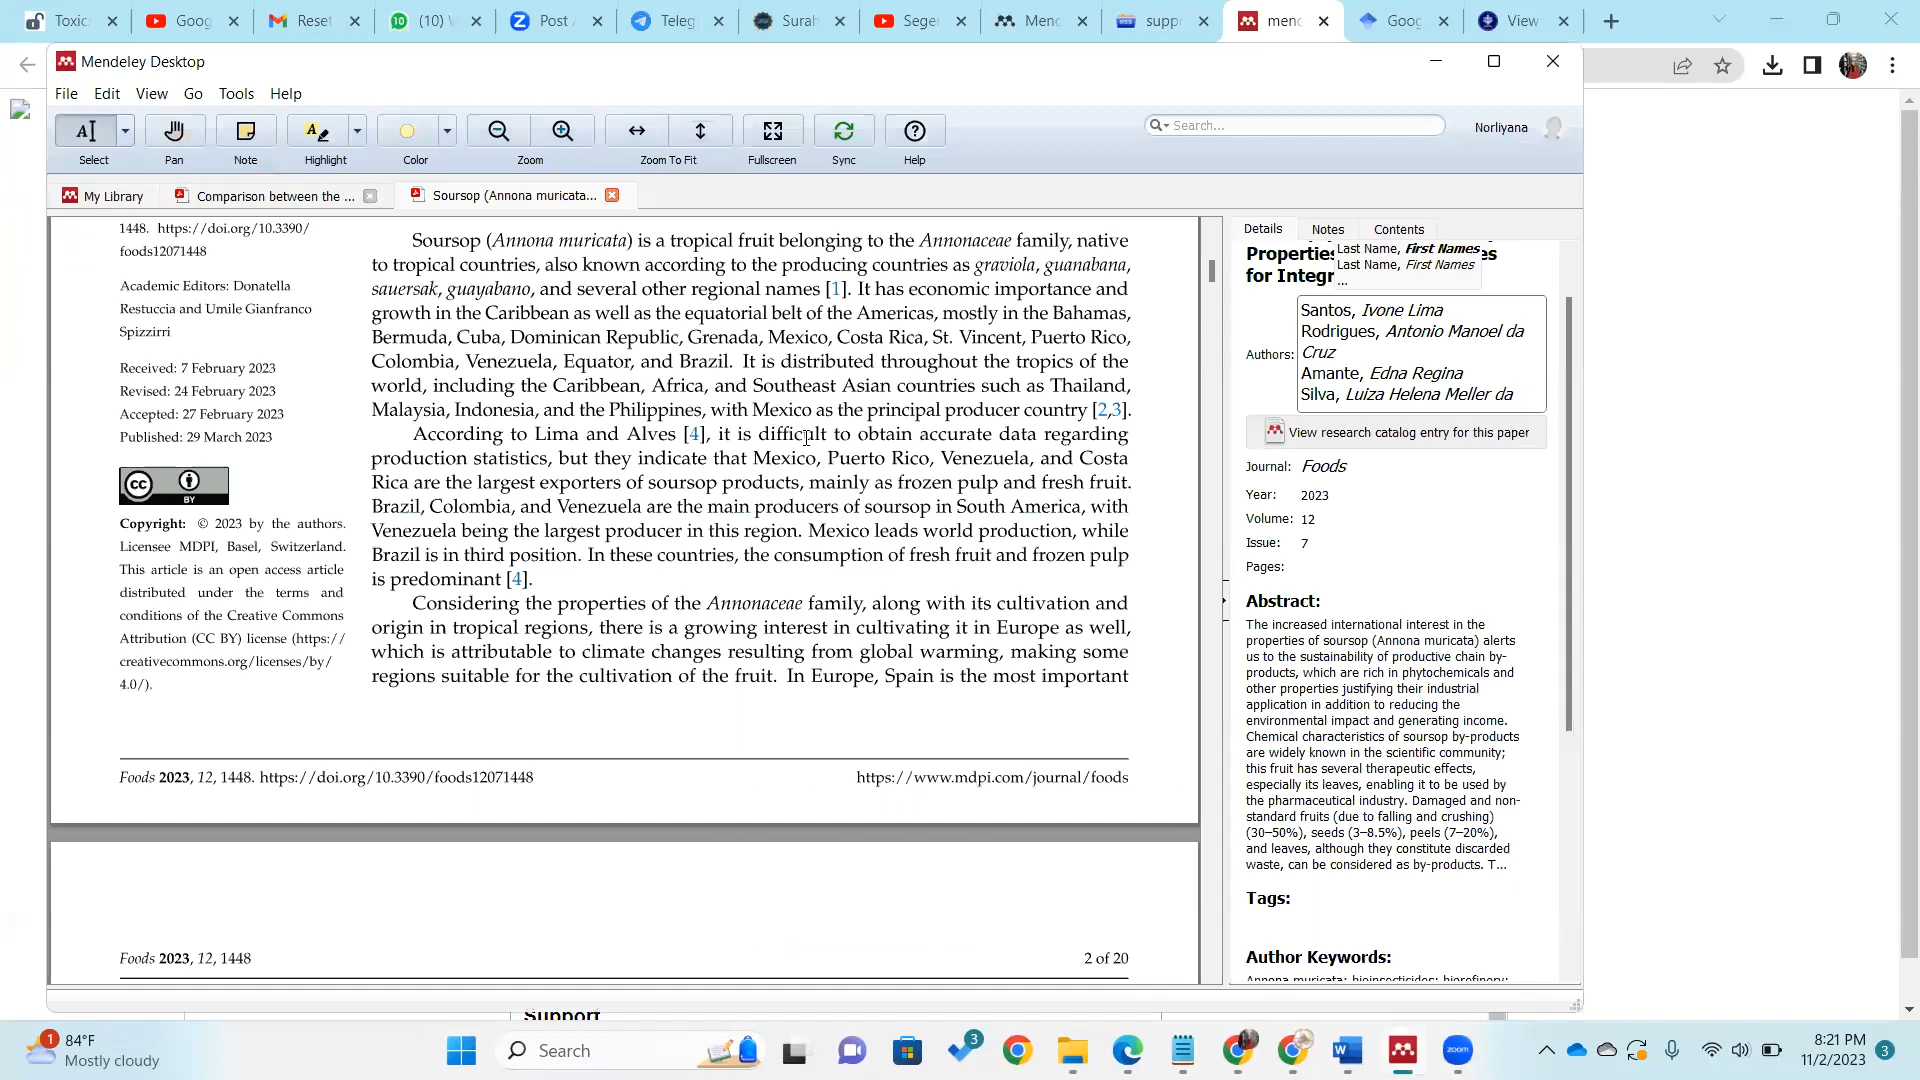 Toxics
Goog
Reset
(10) W
Post A
Teleg
Surah
Seger
Mend
supp
men
Goog
View
Mendeley Desktop
File Edit View Go Tools Help
Search...
Norliyana
Select Pan Note Highlight Color Zoom Zoom To Fit Fullscreen Sync Help
My Library
Comparison between the ...
Soursop (Annona muricata...
1448. https://doi.org/10.3390/
foods12071448
Academic Editors: Donatella
Restuccia and Umile Gianfranco
Spizzirri
Received: 7 February 2023
Revised: 24 February 2023
Accepted: 27 February 2023
Published: 29 March 2023
cc BY
Copyright: © 2023 by the authors.
Licensee MDPI, Basel, Switzerland.
This article is an open access article
distributed under the terms and
conditions of the Creative Commons
Attribution (CC BY) license (https://
creativecommons.org/licenses/by/
4.0/).
Soursop (Annona muricata) is a tropical fruit belonging to the Annonaceae family, native
to tropical countries, also known according to the producing countries as graviola, guanabana,
sauersak, guayabano, and several other regional names [1]. It has economic importance and
growth in the Caribbean as well as the equatorial belt of the Americas, mostly in the Bahamas,
Bermuda, Cuba, Dominican Republic, Grenada, Mexico, Costa Rica, St. Vincent, Puerto Rico,
Colombia, Venezuela, Equator, and Brazil. It is distributed throughout the tropics of the
world, including the Caribbean, Africa, and Southeast Asian countries such as Thailand,
Malaysia, Indonesia, and the Philippines, with Mexico as the principal producer country [2,3].
According to Lima and Alves [4], it is difficult to obtain accurate data regarding
production statistics, but they indicate that Mexico, Puerto Rico, Venezuela, and Costa
Rica are the largest exporters of soursop products, mainly as frozen pulp and fresh fruit.
Brazil, Colombia, and Venezuela are the main producers of soursop in South America, with
Venezuela being the largest producer in this region. Mexico leads world production, while
Brazil is in third position. In these countries, the consumption of fresh fruit and frozen pulp
is predominant [4].
Considering the properties of the Annonaceae family, along with its cultivation and
origin in tropical regions, there is a growing interest in cultivating it in Europe as well,
which is attributable to climate changes resulting from global warming, making some
regions suitable for the cultivation of the fruit. In Europe, Spain is the most important
Foods 2023, 12, 1448. https://doi.org/10.3390/foods12071448
https://www.mdpi.com/journal/foods
Foods 2023, 12, 1448
2 of 20
Details Notes Contents
Properties
for Integr
Last Name, First Names
Last Name, First Names
...
Authors:
Santos, Ivone Lima
Rodrigues, Antonio Manoel da
Cruz
Amante, Edna Regina
Silva, Luiza Helena Meller da
View research catalog entry for this paper
Journal: Foods
Year: 2023
Volume: 12
Issue: 7
Pages:
Abstract:
The increased international interest in the
properties of soursop (Annona muricata) alerts
us to the sustainability of productive chain by-
products, which are rich in phytochemicals and
other properties justifying their industrial
application in addition to reducing the
environmental impact and generating income.
Chemical characteristics of soursop by-products
are widely known in the scientific community;
this fruit has several therapeutic effects,
especially its leaves, enabling it to be used by
the pharmaceutical industry. Damaged and non-
standard fruits (due to falling and crushing)
(30–50%), seeds (3–8.5%), peels (7–20%),
and leaves, although they constitute discarded
waste, can be considered as by-products. T...
Tags:
Author Keywords:
Annona muricata; bioinsecticides; biorefinery;
Support
1
84°F
Mostly cloudy
Search
3
zoom
8:21 PM
11/2/2023
3